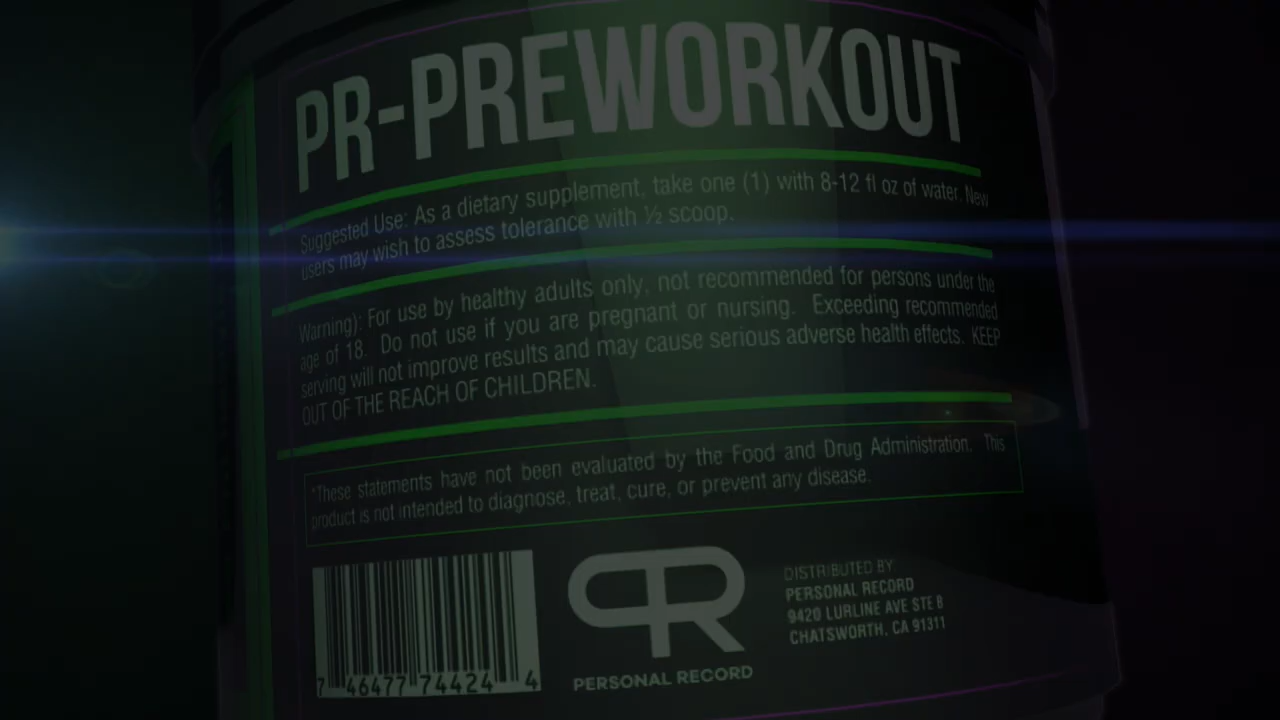 PR-PREWORKOUT
Suggested Use: As a dietary supplement, take one (1) with 8-12 fl oz of water. New
users may wish to assess tolerance with ½ scoop.
Warning): For use by healthy adults only, not recommended for persons under the
age of 18. Do not use if you are pregnant or nursing. Exceeding recommended
serving will not improve results and may cause serious adverse health effects. KEEP
OUT OF THE REACH OF CHILDREN.
*These statements have not been evaluated by the Food and Drug Administration. This
product is not intended to diagnose, treat, cure, or prevent any disease.
7 46477 74424 4
PR
PERSONAL RECORD
DISTRIBUTED BY
PERSONAL RECORD
9420 LURLINE AVE STE B
CHATSWORTH, CA 91311